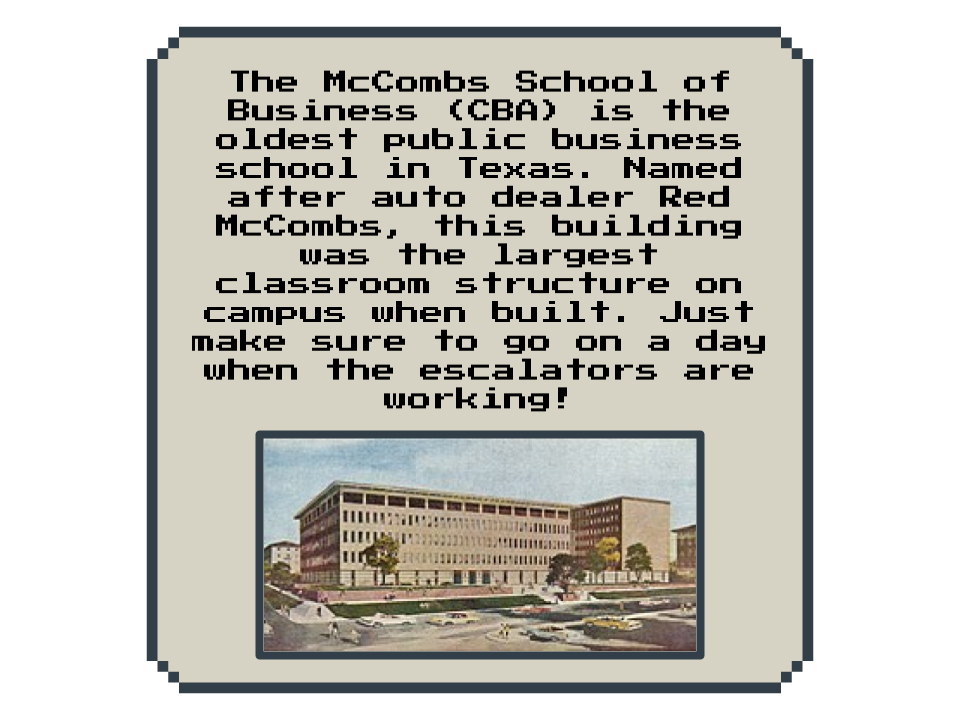 The McCombs School of
Business (CBA) is the
oldest public business
school in Texas. Named
after auto dealer Red
McCombs, this building
was the largest
classroom structure on
campus when built. Just
make sure to go on a day
when the escalators are
working!